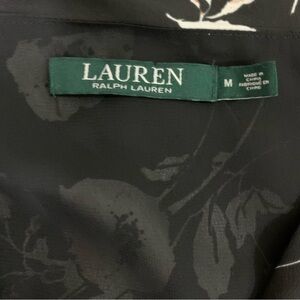 LAUREN
RALPH LAUREN
M
MADE IN
CHINA
FABRIQUÉ EN
CHINE